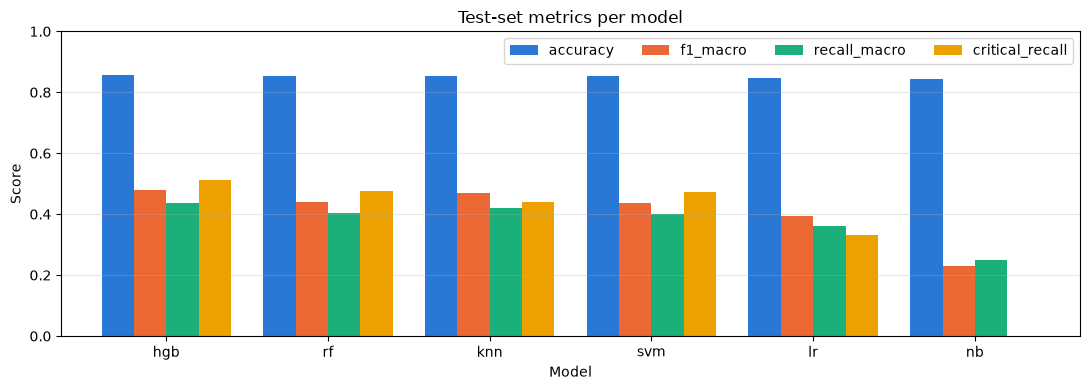 Test-set metrics per model
accuracy f1_macro recall_macro critical_recall
Score
1.0
0.8
0.6
0.4
0.2
0.0
hgb rf knn svm lr nb
Model